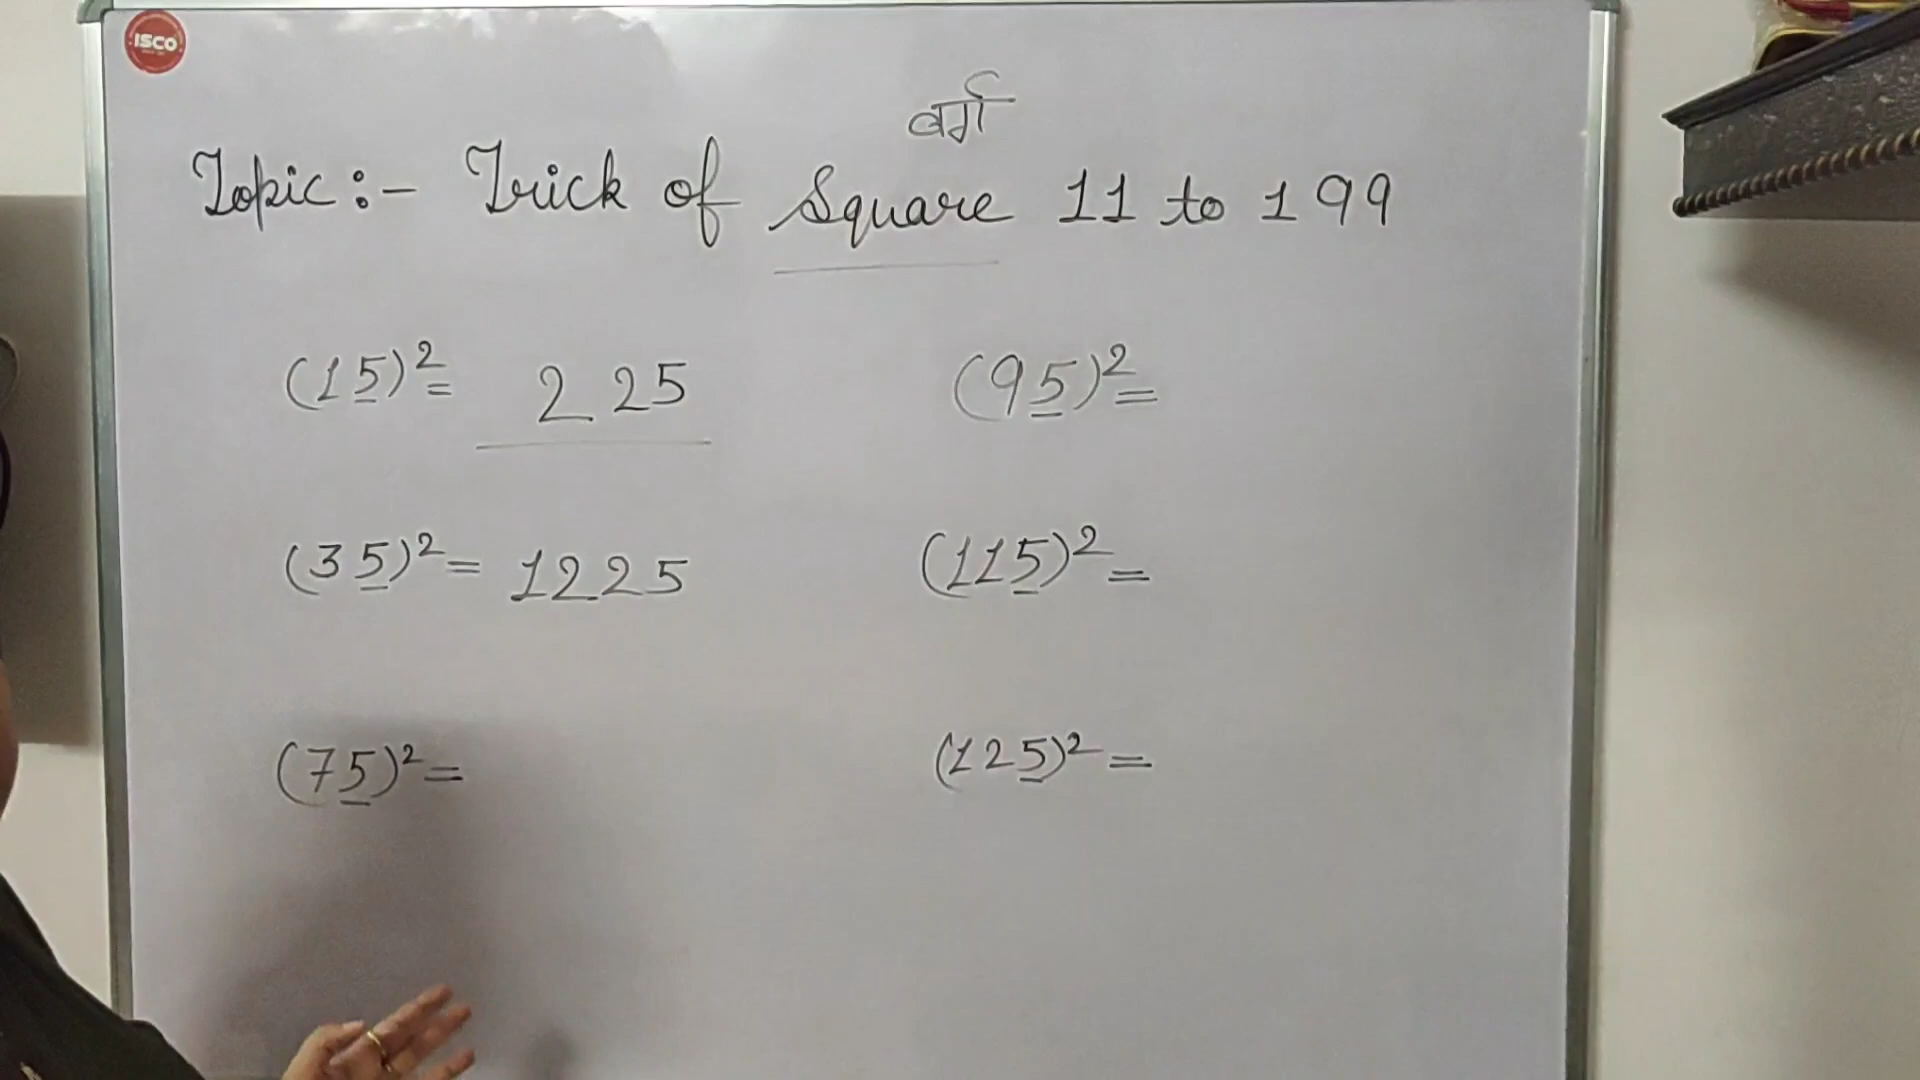 ISCO
वर्ग
Topic :- Trick of Square 11 to 199
(15)² = 225
(95)² =
(35)² = 1225
(115)² =
(75)² =
(125)² =